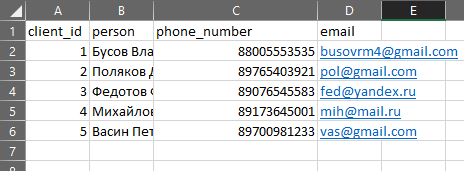 A B C D E
1 client_id person phone_number email
2 1 Бусов Вла 88005553535 busovrm4@gmail.com
3 2 Поляков Д 89765403921 pol@gmail.com
4 3 Федотов Ф 89076545583 fed@yandex.ru
5 4 Михайлов 89173645001 mih@mail.ru
6 5 Васин Пет 89700981233 vas@gmail.com
7